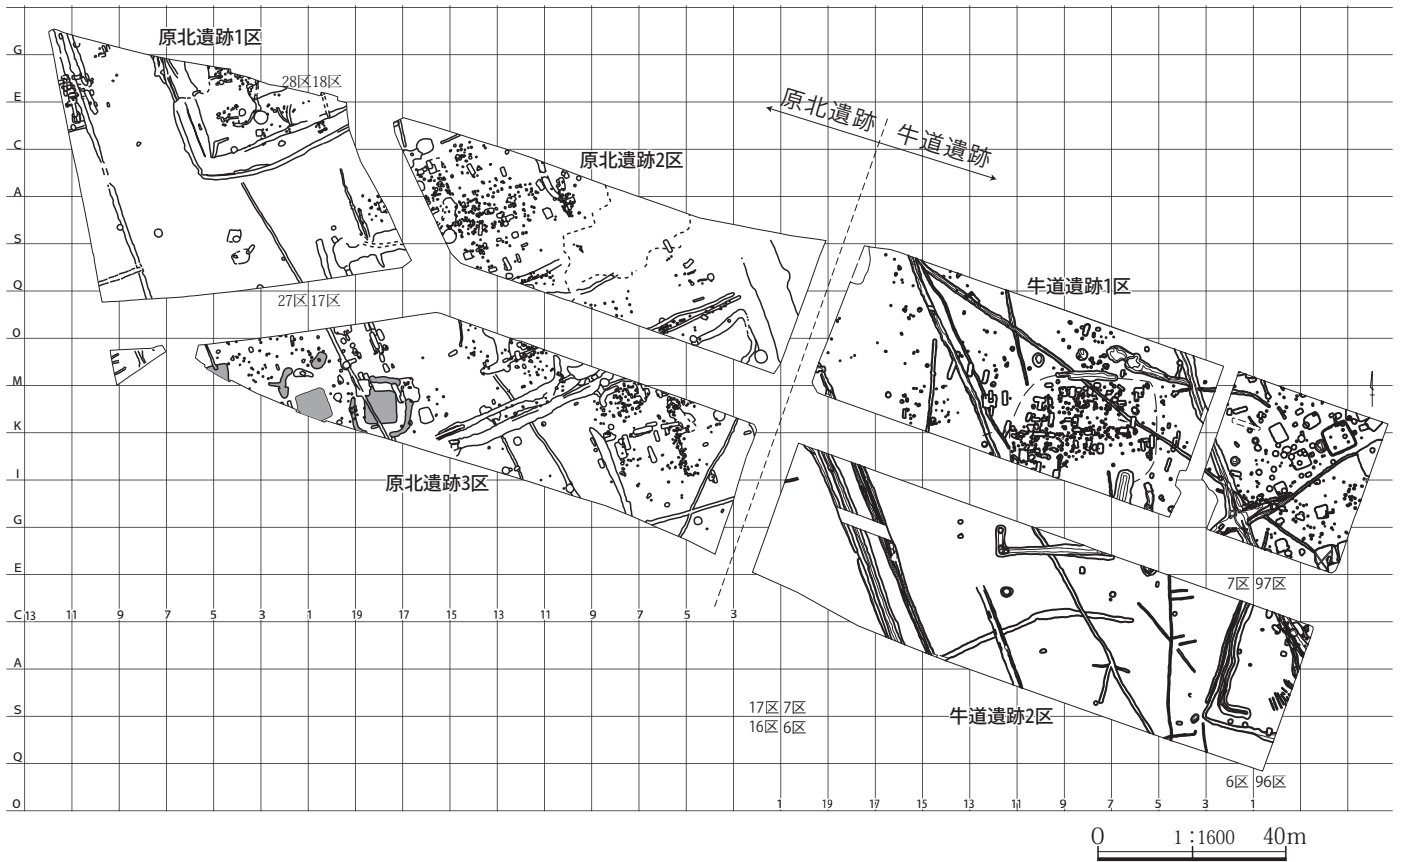 原北遺跡1区
28区18区
原北遺跡 牛道遺跡
原北遺跡2区
牛道遺跡1区
27区17区
原北遺跡3区
7区97区
17区7区
16区6区
牛道遺跡2区
6区96区
G
E
C
A
S
Q
O
M
K
I
G
E
C 13 11 9 7 5 3 1 19 17 15 13 11 9 7 5 3
A
S
Q
O
1 19 17 15 13 11 9 7 5 3 1
0 1:1600 40m